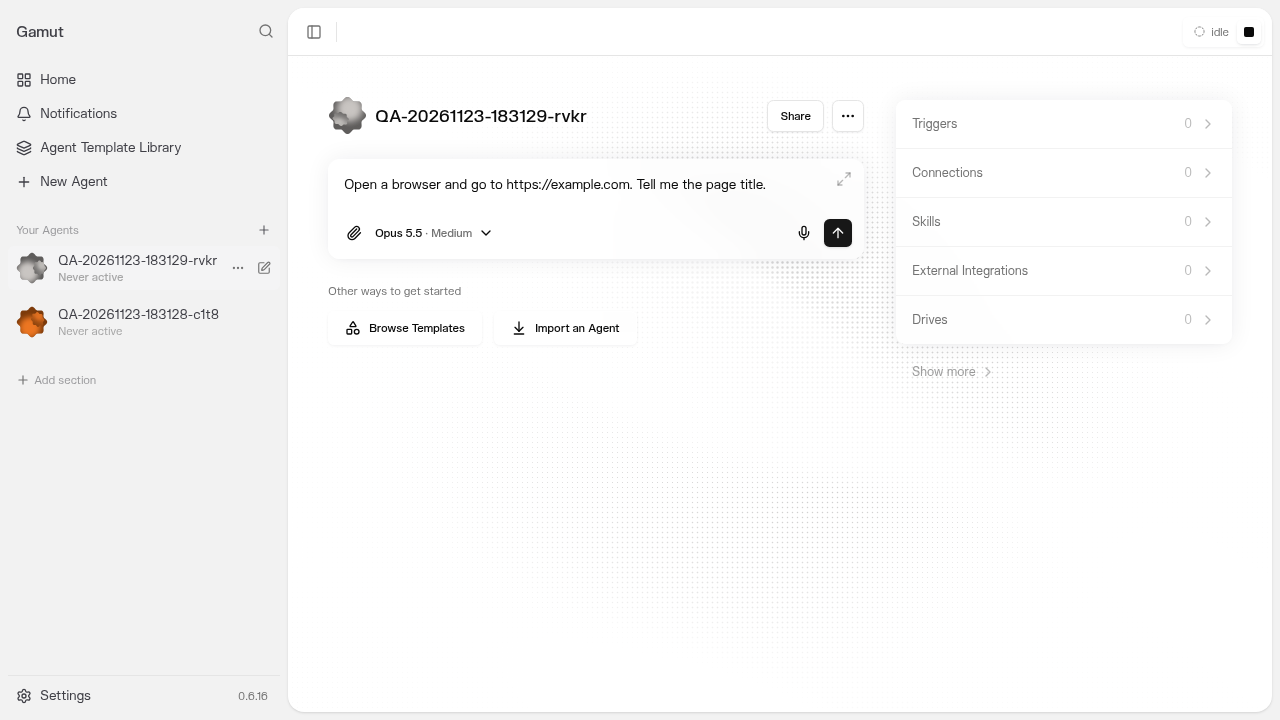 Gamut
Home
Notifications
Agent Template Library
New Agent
Your Agents
QA-20261123-183129-rvkr
Never active
QA-20261123-183128-c1t8
Never active
Add section
Settings
0.6.16
idle
QA-20261123-183129-rvkr
Share
Open a browser and go to https://example.com. Tell me the page title.
Opus 5.5 · Medium
Other ways to get started
Browse Templates
Import an Agent
Triggers 0
Connections 0
Skills 0
External Integrations 0
Drives 0
Show more